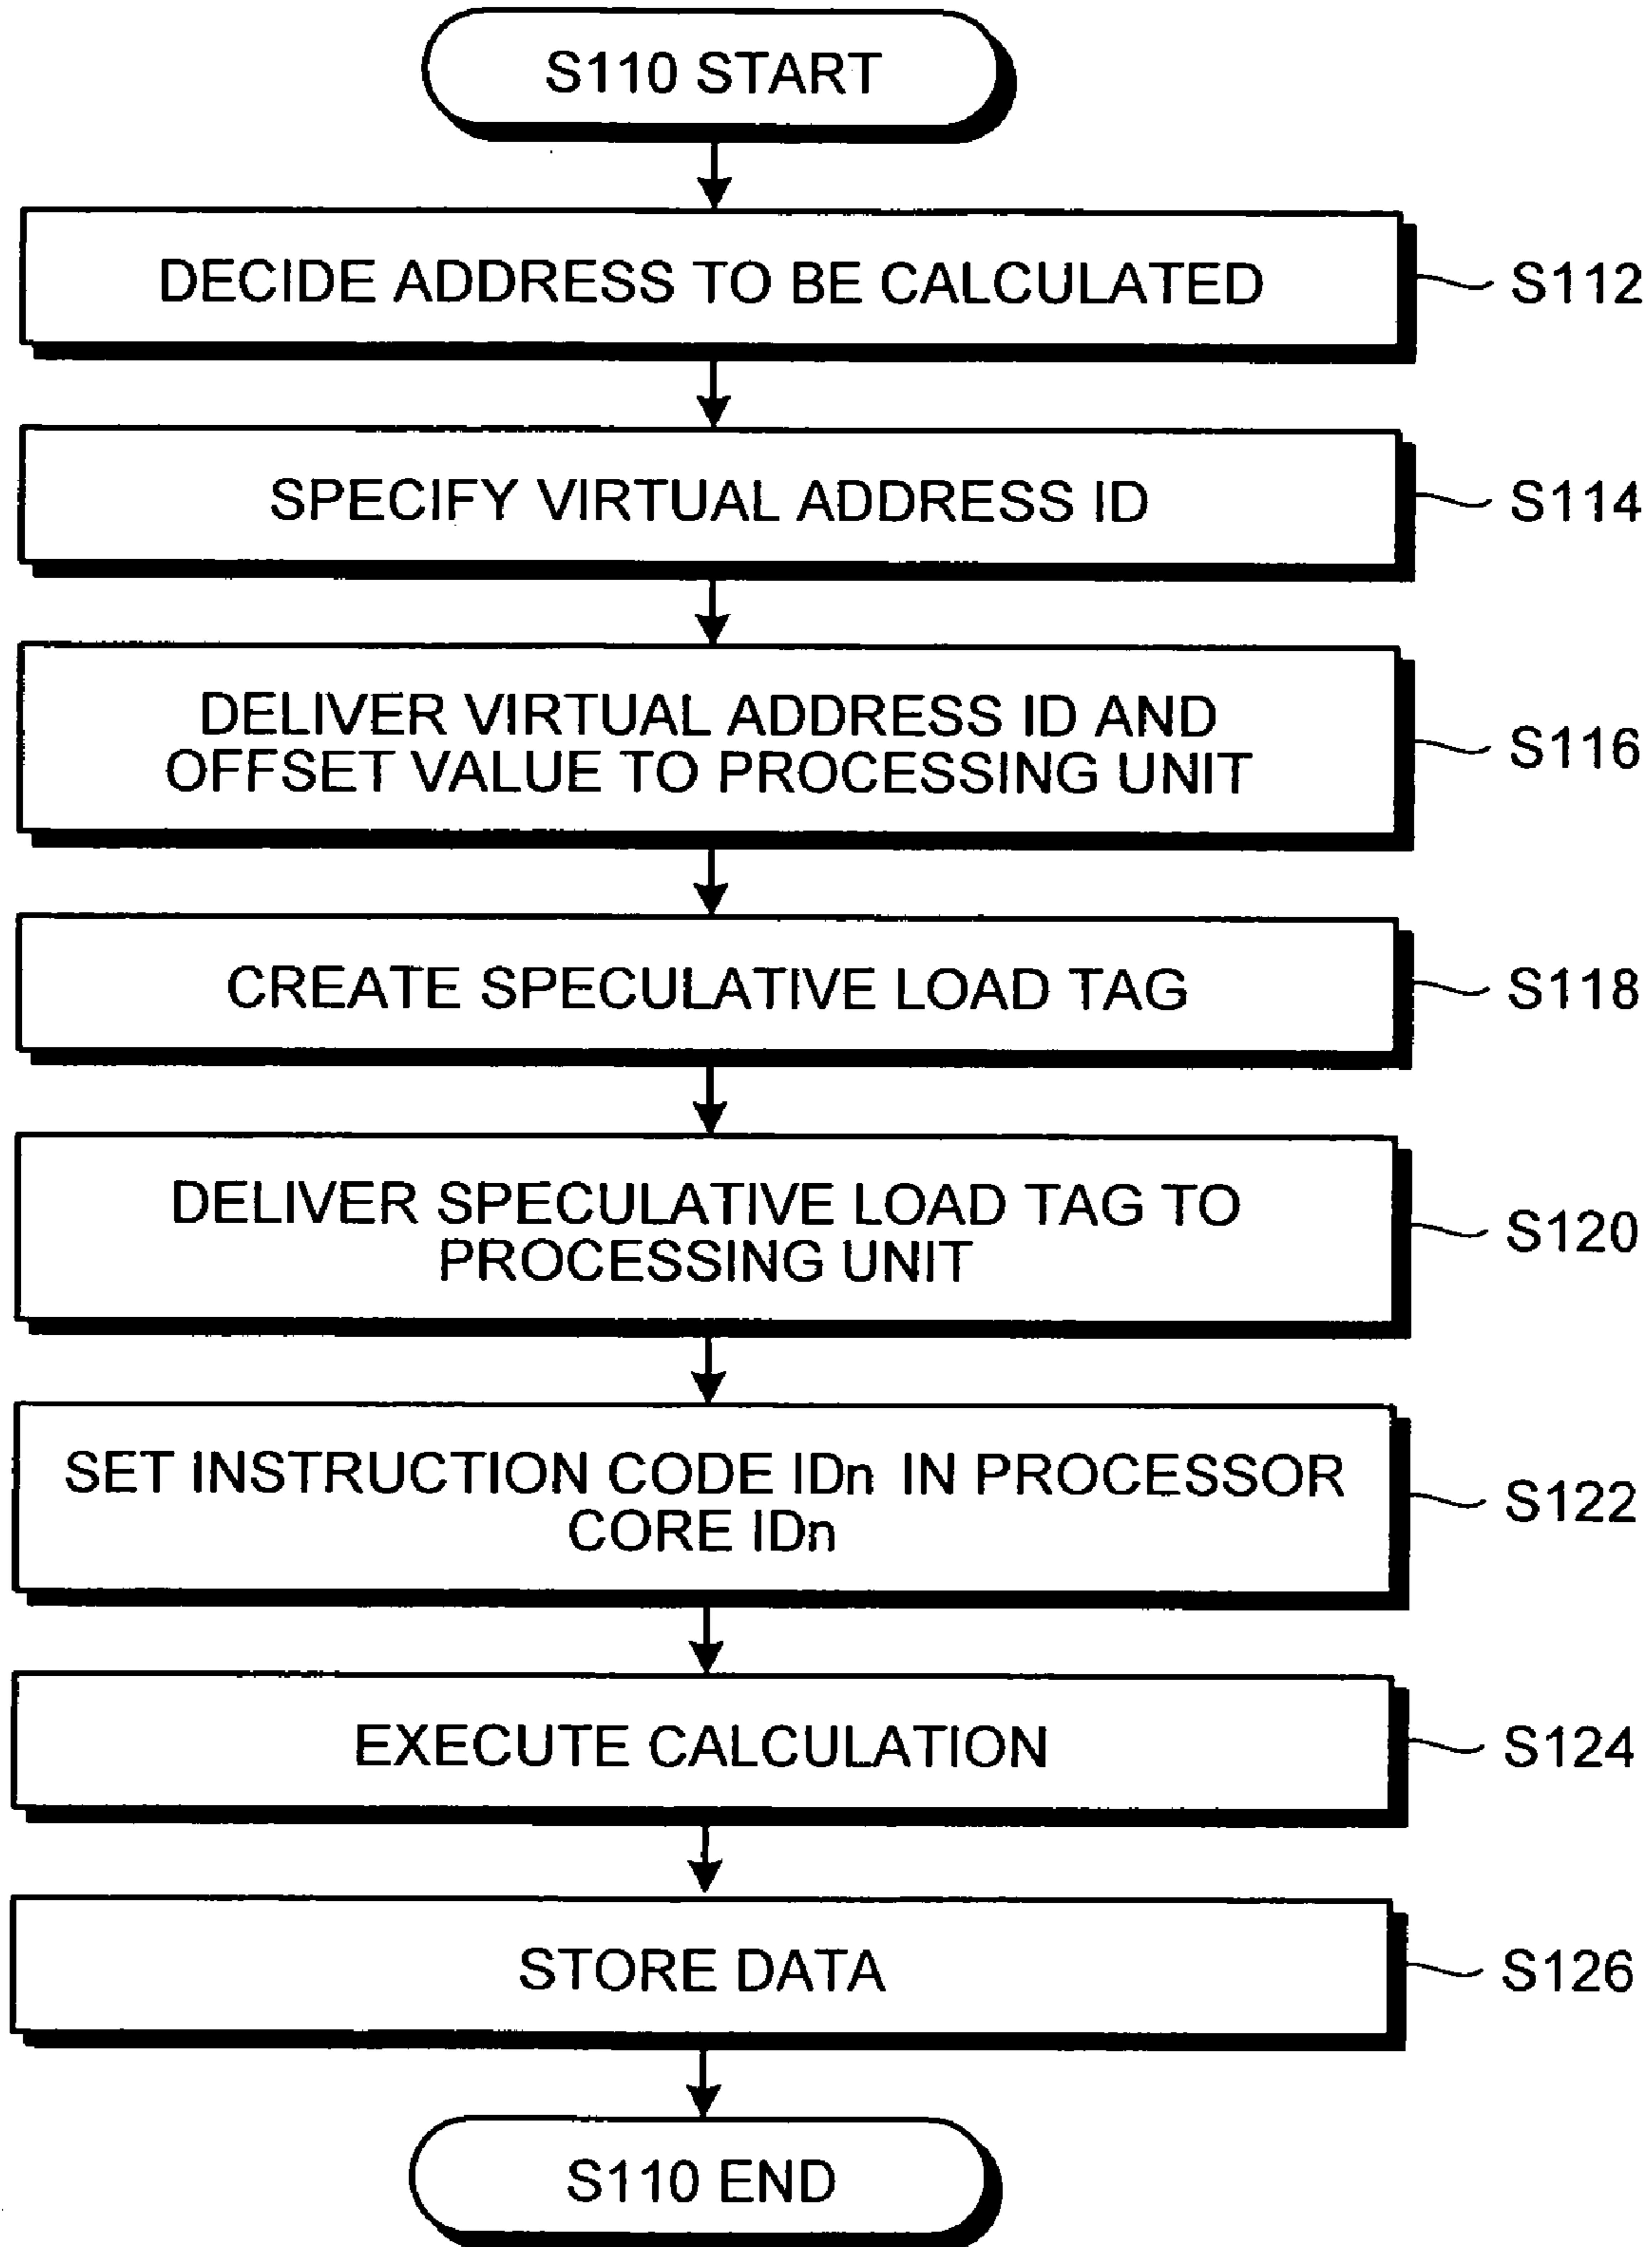 S110 START
DECIDE ADDRESS TO BE CALCULATED
S112
SPECIFY VIRTUAL ADDRESS ID
S114
DELIVER VIRTUAL ADDRESS ID AND
OFFSET VALUE TO PROCESSING UNIT
S116
CREATE SPECULATIVE LOAD TAG
S118
DELIVER SPECULATIVE LOAD TAG TO
PROCESSING UNIT
S120
SET INSTRUCTION CODE IDn IN PROCESSOR
CORE IDn
S122
EXECUTE CALCULATION
S124
STORE DATA
S126
S110 END